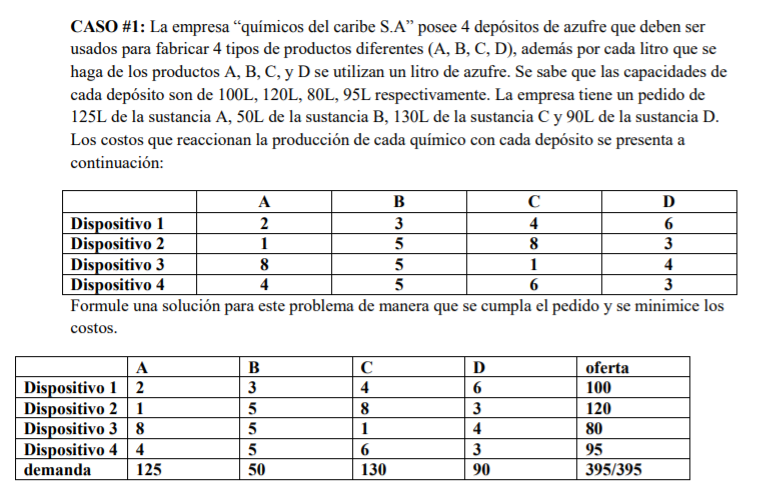 CASO #1: La empresa “químicos del caribe S.A” posee 4 depósitos de azufre que deben ser
usados para fabricar 4 tipos de productos diferentes (A, B, C, D), además por cada litro que se
haga de los productos A, B, C, y D se utilizan un litro de azufre. Se sabe que las capacidades de
cada depósito son de 100L, 120L, 80L, 95L respectivamente. La empresa tiene un pedido de
125L de la sustancia A, 50L de la sustancia B, 130L de la sustancia C y 90L de la sustancia D.
Los costos que reaccionan la producción de cada químico con cada depósito se presenta a
continuación:
A B C D
Dispositivo 1 2 3 4 6
Dispositivo 2 1 5 8 3
Dispositivo 3 8 5 1 4
Dispositivo 4 4 5 6 3
Formule una solución para este problema de manera que se cumpla el pedido y se minimice los
costos.
A B C D oferta
Dispositivo 1 2 3 4 6 100
Dispositivo 2 1 5 8 3 120
Dispositivo 3 8 5 1 4 80
Dispositivo 4 4 5 6 3 95
demanda 125 50 130 90 395/395